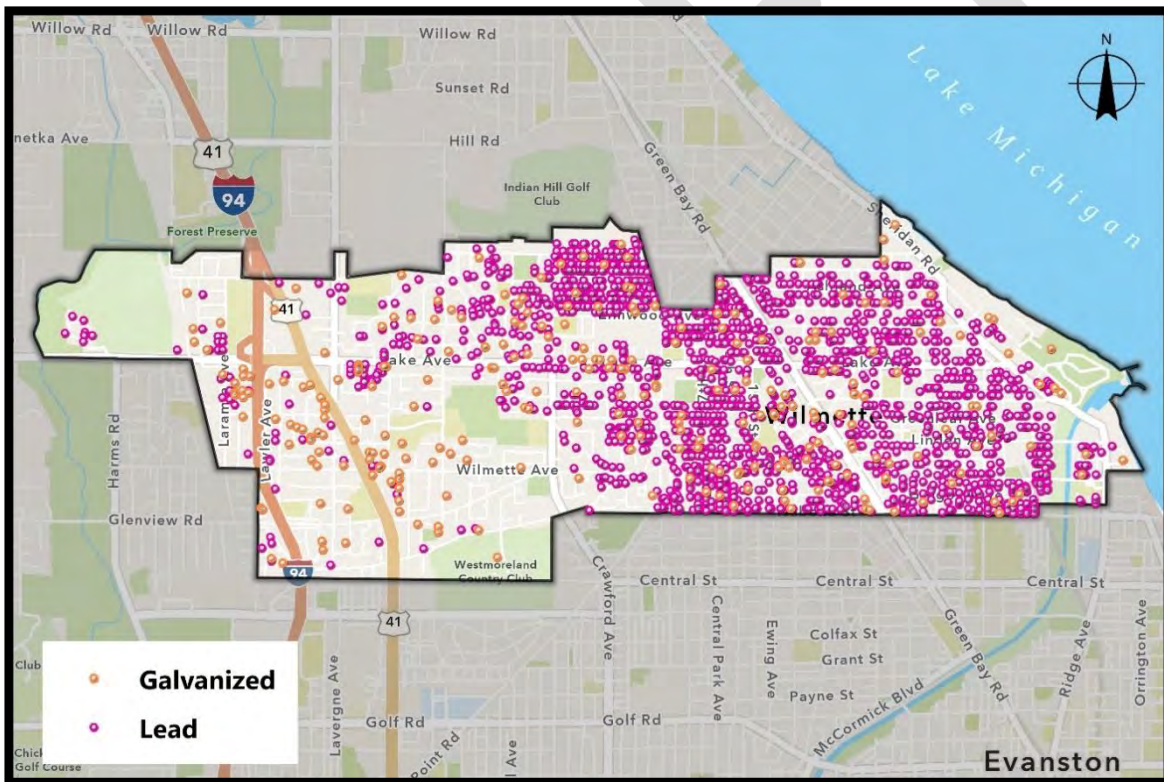 Willow Rd
Willow Rd
Willow Rd
Sunset Rd
netka Ave
Hill Rd
41
94
Forest Preserve
Indian Hill Golf
Club
Green Bay Rd
Sheridan Rd
Lake Michigan
N
41
Lake Ave
Laramie Ave
Lawler Ave
Harms Rd
Wilmette
Linden Ave
Wilmette Ave
Glenview Rd
Westmoreland
Country Club
94
41
Crawford Ave
Central St
Central St
Central St
Central Park Ave
Ewing Ave
Colfax St
Grant St
Payne St
Green Bay Rd
McCormick Blvd
Ridge Ave
Orrington Ave
Lavergne Ave
Golf Rd
Golf Rd
Point Rd
l Ave
Club
Chic
Golf Course
Evanston
Galvanized
Lead